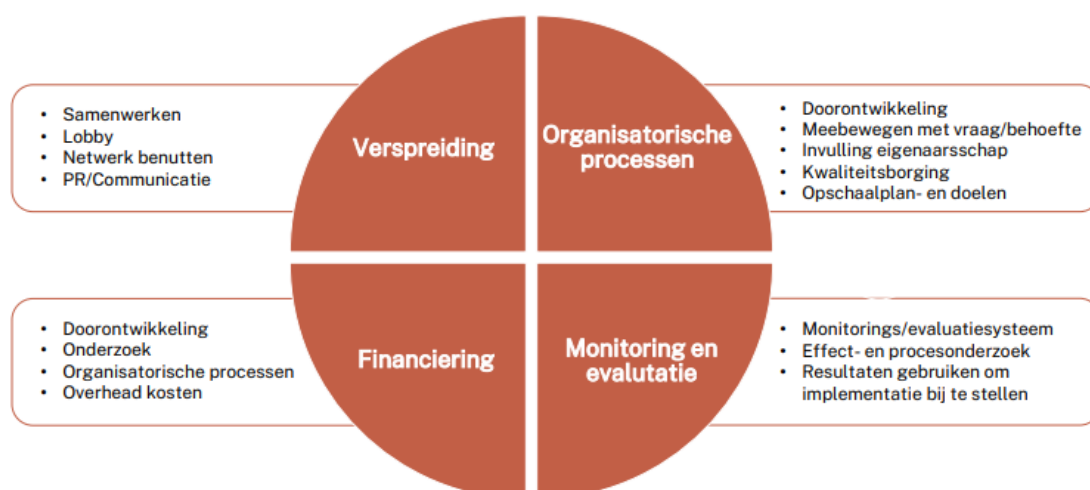 • Samenwerken
• Lobby
• Netwerk benutten
• PR/Communicatie
Verspreiding
Organisatorische
processen
• Doorontwikkeling
• Meebewegen met vraag/behoefte
• Invulling eigenaarsschap
• Kwaliteitsborging
• Opschaalplan- en doelen
• Doorontwikkeling
• Onderzoek
• Organisatorische processen
• Overhead kosten
Financiering
Monitoring en
evalutatie
• Monitorings/evaluatiesysteem
• Effect- en procesonderzoek
• Resultaten gebruiken om
implementatie bij te stellen